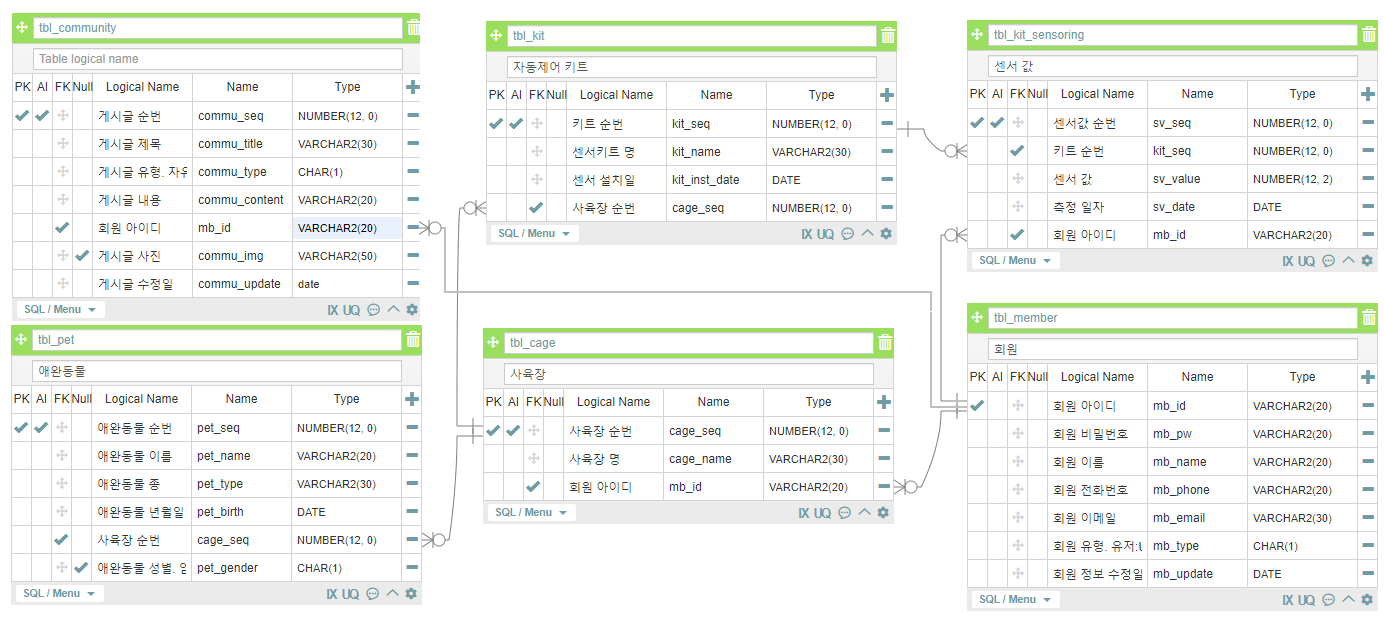 tbl_community
Table logical name
PK AI FK Null Logical Name Name Type
게시글 순번 commu_seq NUMBER(12, 0)
게시글 제목 commu_title VARCHAR2(30)
게시글 유형. 자유 commu_type CHAR(1)
게시글 내용 commu_content VARCHAR2(20)
회원 아이디 mb_id VARCHAR2(20)
게시글 사진 commu_img VARCHAR2(50)
게시글 수정일 commu_update date
SQL / Menu IX UQ
tbl_pet
애완동물
PK AI FK Null Logical Name Name Type
애완동물 순번 pet_seq NUMBER(12, 0)
애완동물 이름 pet_name VARCHAR2(20)
애완동물 종 pet_type VARCHAR2(30)
애완동물 년월일 pet_birth DATE
사육장 순번 cage_seq NUMBER(12, 0)
애완동물 성별. pet_gender CHAR(1)
SQL / Menu IX UQ
tbl_kit
자동제어 키트
PK AI FK Null Logical Name Name Type
키트 순번 kit_seq NUMBER(12, 0)
센서키트 명 kit_name VARCHAR2(30)
센서 설치일 kit_inst_date DATE
사육장 순번 cage_seq NUMBER(12, 0)
SQL / Menu IX UQ
tbl_cage
사육장
PK AI FK Null Logical Name Name Type
사육장 순번 cage_seq NUMBER(12, 0)
사육장 명 cage_name VARCHAR2(30)
회원 아이디 mb_id VARCHAR2(20)
SQL / Menu IX UQ
tbl_kit_sensoring
센서 값
PK AI FK Null Logical Name Name Type
센서값 순번 sv_seq NUMBER(12, 0)
키트 순번 kit_seq NUMBER(12, 0)
센서 값 sv_value NUMBER(12, 2)
측정 일자 sv_date DATE
회원 아이디 mb_id VARCHAR2(20)
SQL / Menu IX UQ
tbl_member
회원
PK AI FK Null Logical Name Name Type
회원 아이디 mb_id VARCHAR2(20)
회원 비밀번호 mb_pw VARCHAR2(20)
회원 이름 mb_name VARCHAR2(20)
회원 전화번호 mb_phone VARCHAR2(20)
회원 이메일 mb_email VARCHAR2(30)
회원 유형. 유저:U mb_type CHAR(1)
회원 정보 수정일 mb_update DATE
SQL / Menu IX UQ